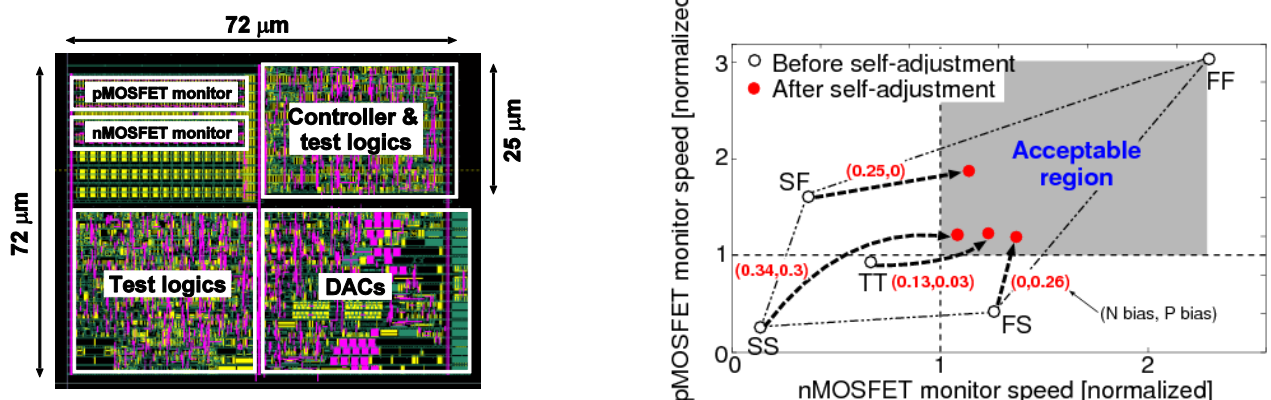 72 µm
72 µm
25 µm
pMOSFET monitor
nMOSFET monitor
Controller &
test logics
Test logics
DACs
pMOSFET monitor speed [normalized
3
2
1
0
Before self-adjustment
After self-adjustment
FF
Acceptable
region
SF
(0.25,0)
(0.34,0.3)
TT
(0.13,0.03)
(0,0.26)
(N bias, P bias)
FS
SS
0
1
2
nMOSFET monitor speed [normalized]